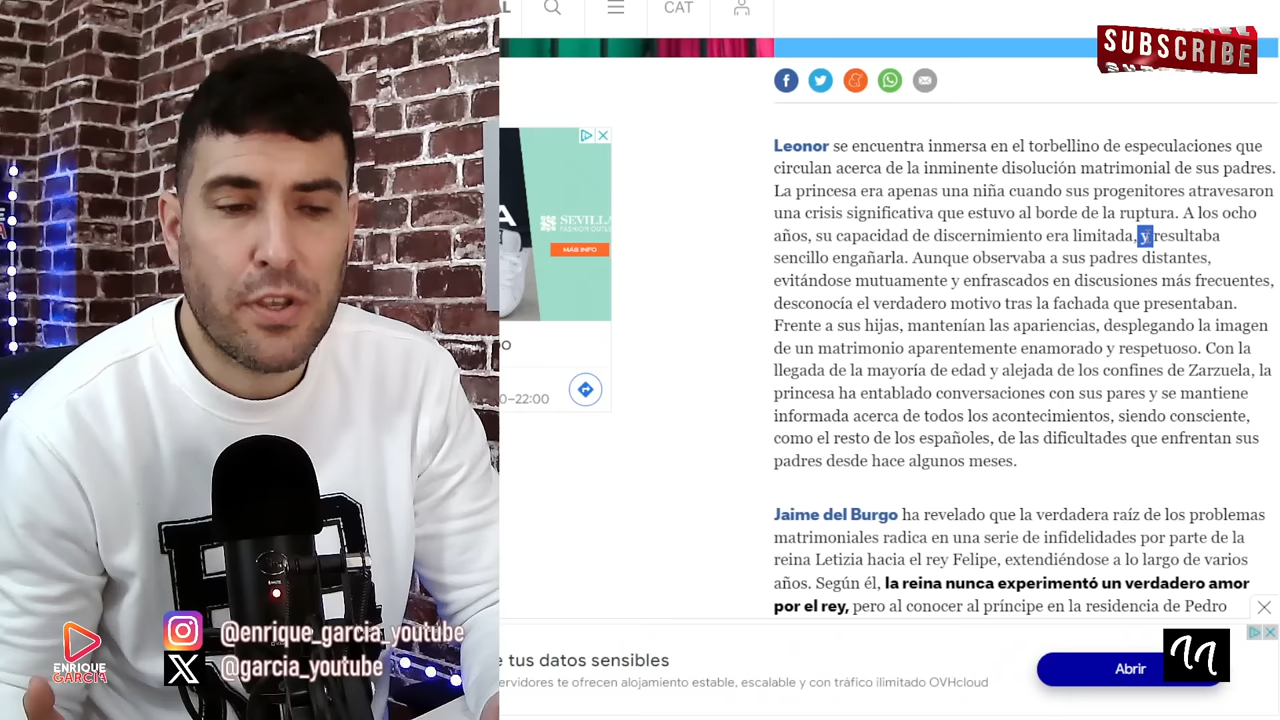 CAT
SUBSCRIBE
Leonor se encuentra inmersa en el torbellino de especulaciones que
circulan acerca de la inminente disolución matrimonial de sus padres.
La princesa era apenas una niña cuando sus progenitores atravesaron
una crisis significativa que estuvo al borde de la ruptura. A los ocho
años, su capacidad de discernimiento era limitada, y resultaba
sencillo engañarla. Aunque observaba a sus padres distantes,
evitándose mutuamente y enfrascados en discusiones más frecuentes,
desconocía el verdadero motivo tras la fachada que presentaban.
Frente a sus hijas, mantenían las apariencias, desplegando la imagen
de un matrimonio aparentemente enamorado y respetuoso. Con la
llegada de la mayoría de edad y alejada de los confines de Zarzuela, la
princesa ha entablado conversaciones con sus pares y se mantiene
informada acerca de todos los acontecimientos, siendo consciente,
como el resto de los españoles, de las dificultades que enfrentan sus
padres desde hace algunos meses.
Jaime del Burgo ha revelado que la verdadera raíz de los problemas
matrimoniales radica en una serie de infidelidades por parte de la
reina Letizia hacia el rey Felipe, extendiéndose a lo largo de varios
años. Según él, la reina nunca experimentó un verdadero amor
por el rey, pero al conocer al príncipe en la residencia de Pedro
SEVILLA
FASHION OUTLET
MÁS INFO
0–22:00
@enrique_garcia_youtube
@garcia_youtube
ENRIQUE
GARCIA
e tus datos sensibles
ervidores te ofrecen alojamiento estable, escalable y con tráfico ilimitado OVHcloud
Abrir